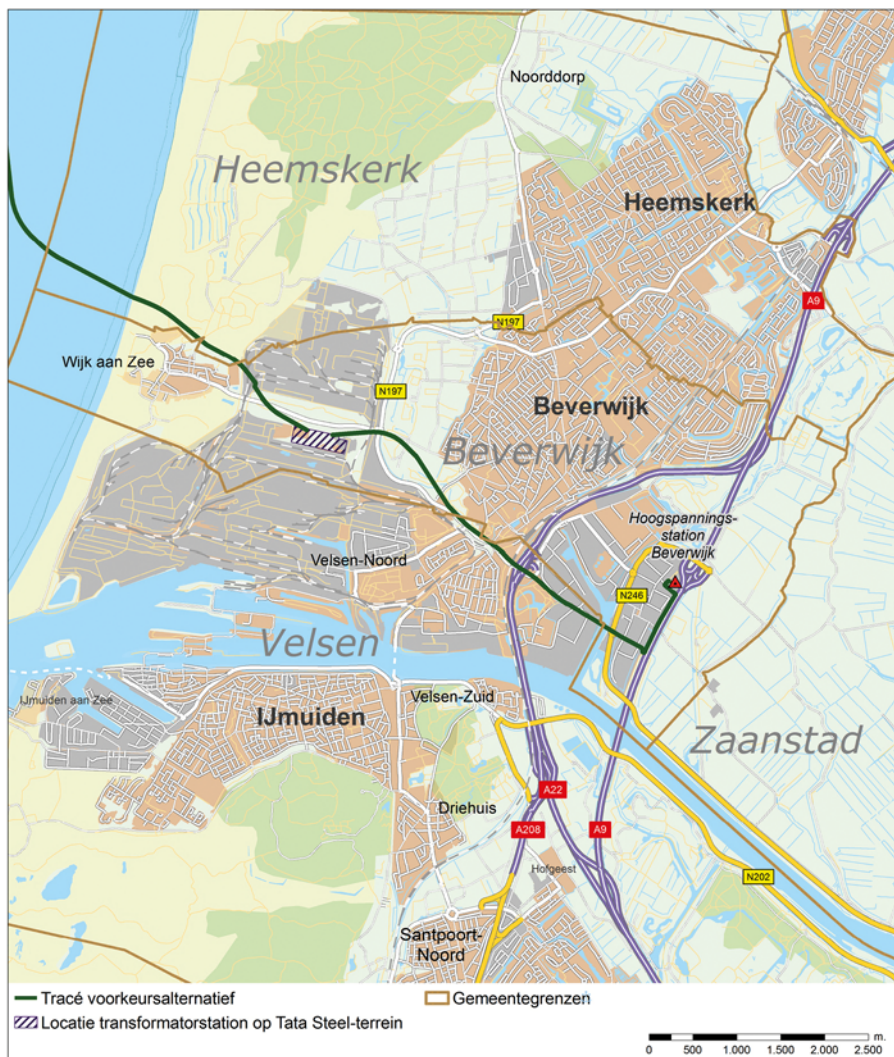 Noorddorp
Heemskerk
Heemskerk
A9
N197
Wijk aan Zee
N197
Beverwijk
Beverwijk
Hoogspannings-
station
Beverwijk
Velsen-Noord
N246
Velsen
IJmuiden aan Zee
Velsen-Zuid
IJmuiden
Zaanstad
A22
Driehuis
A208
A9
Hofgeest
N202
Santpoort-
Noord
Tracé voorkeursalternatief
Gemeentegrenzen
Locatie transformatorstation op Tata Steel-terrein
0 500 1.000 1.500 2.000 2.500 m.